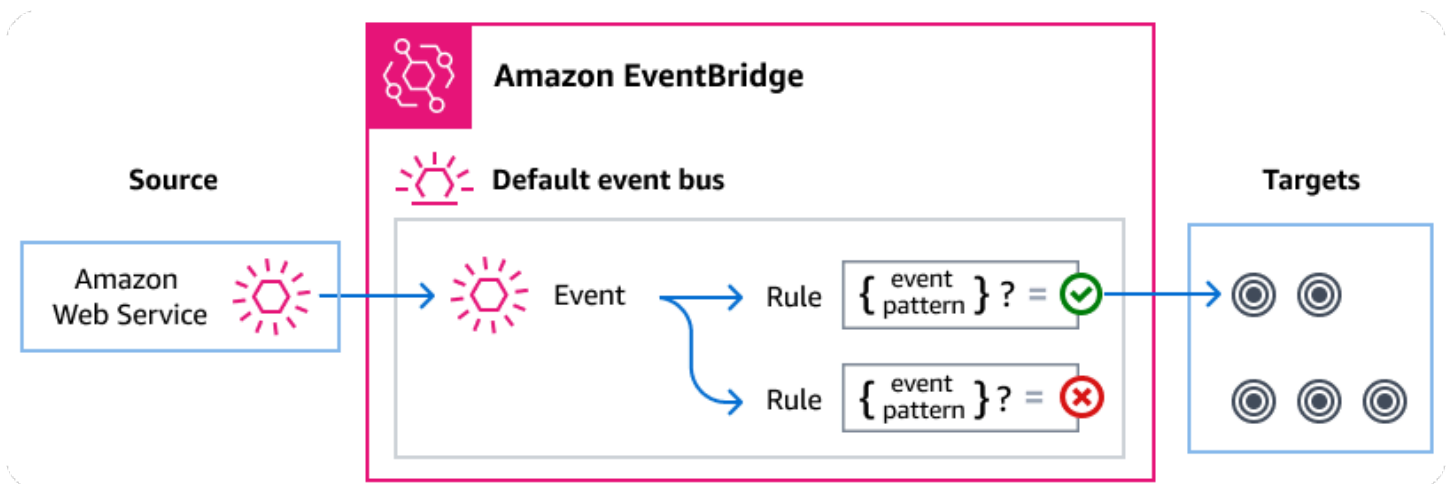 Amazon EventBridge
Source
Default event bus
Targets
Amazon
Web Service
Event
Rule
{ event
pattern } ? =
Rule
{ event
pattern } ? =